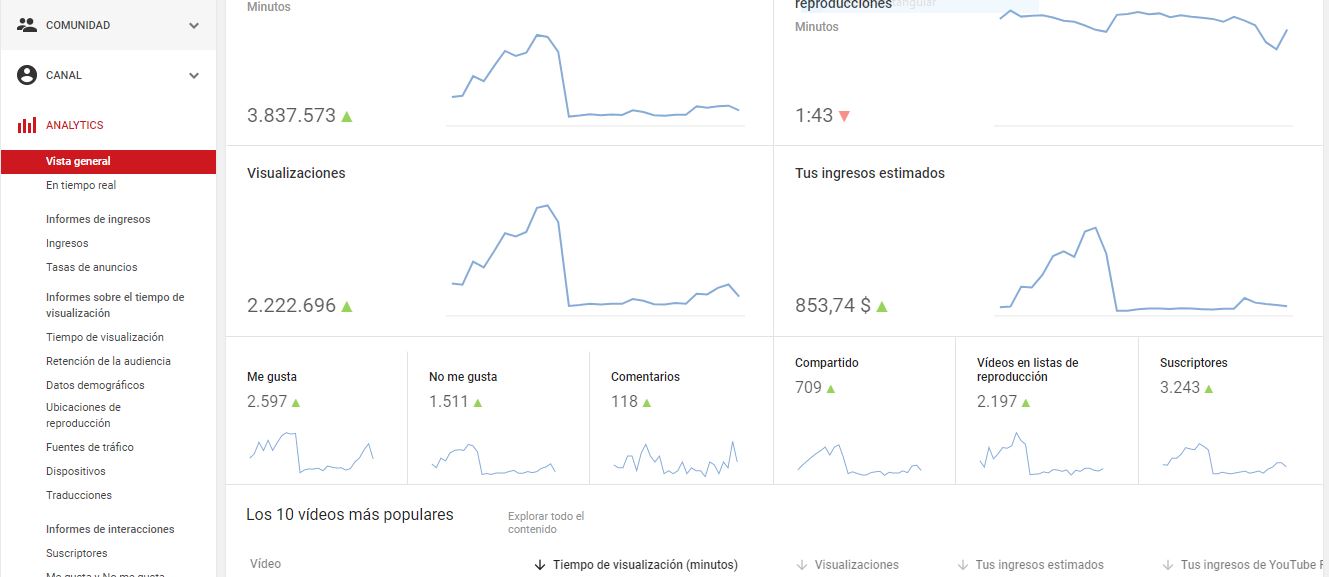 COMUNIDAD
CANAL
ANALYTICS
Vista general
En tiempo real
Informes de ingresos
Ingresos
Tasas de anuncios
Informes sobre el tiempo de
visualización
Tiempo de visualización
Retención de la audiencia
Datos demográficos
Ubicaciones de
reproducción
Fuentes de tráfico
Dispositivos
Traducciones
Informes de interacciones
Suscriptores
Me gusta y No me gusta
Minutos
3.837.573
reproducciones
Minutos
1:43
Visualizaciones
2.222.696
Tus ingresos estimados
853,74 $
Me gusta
2.597
No me gusta
1.511
Comentarios
118
Compartido
709
Vídeos en listas de
reproducción
2.197
Suscriptores
3.243
Los 10 vídeos más populares
Explorar todo el
contenido
Vídeo
Tiempo de visualización (minutos)
Visualizaciones
Tus ingresos estimados
Tus ingresos de YouTube